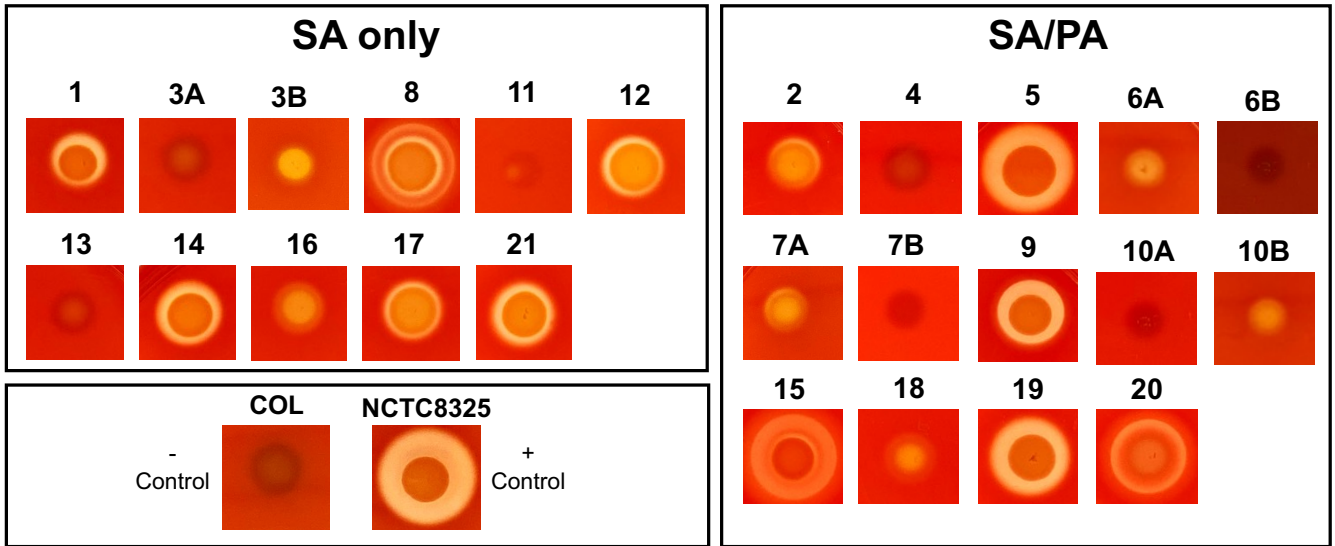 SA only
1 3A 3B 8 11 12
13 14 16 17 21
COL NCTC8325
- Control
+ Control
SA/PA
2 4 5 6A 6B
7A 7B 9 10A 10B
15 18 19 20